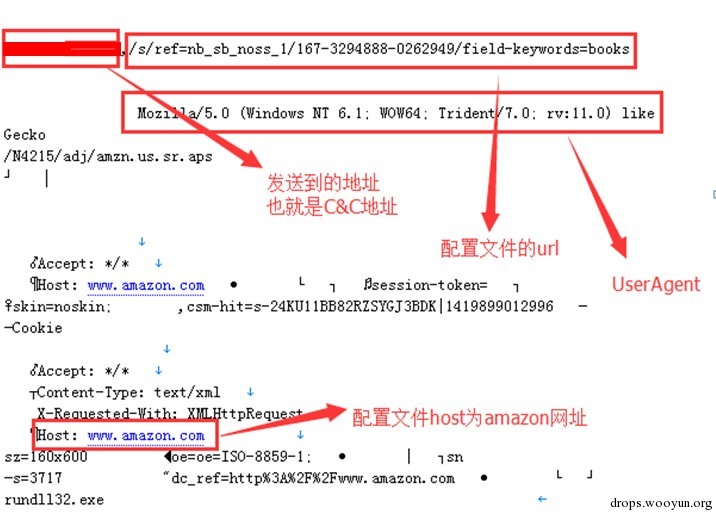 ,/s/ref=nb_sb_noss_1/167-3294888-0262949/field-keywords=books
Mozilla/5.0 (Windows NT 6.1; WOW64; Trident/7.0; rv:11.0) like
Gecko
/N4215/adj/amzn.us.sr.aps
发送到的地址
也就是C&C地址
配置文件的url
UserAgent
Accept: */*
Host: www.amazon.com session-token=
skin=noskin; ,csm-hit=s-24KU11BB82RZSYGJ3BDK|1419899012996 -
-Cookie
Accept: */*
Content-Type: text/xml
X-Requested-With: XMLHttpRequest
Host: www.amazon.com
配置文件host为amazon网址
sz=160x600 oe=oe=ISO-8859-1; sn
-s=3717 "dc_ref=http%3A%2F%2Fwww.amazon.com
rundll32.exe
drops.wooyun.org